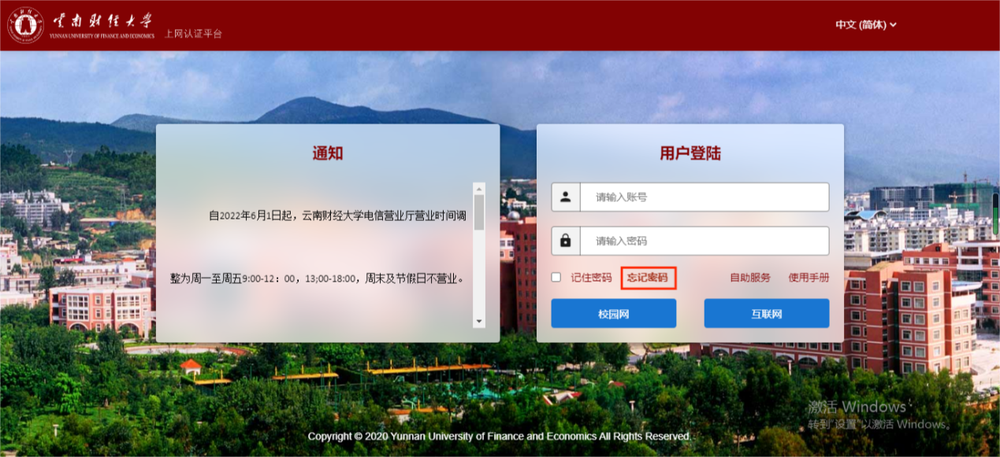 云南财经大学
YUNNAN UNIVERSITY OF FINANCE AND ECONOMICS
上网认证平台
中文 (简体)
通知
自2022年6月1日起，云南财经大学电信营业厅营业时间调
整为周一至周五9:00-12：00，13;00-18:00，周末及节假日不营业。
用户登陆
请输入账号
请输入密码
记住密码 忘记密码 自助服务 使用手册
校园网 互联网
激活 Windows
转到"设置"以激活 Windows。
Copyright © 2020 Yunnan University of Finance and Economics All Rights Reserved.